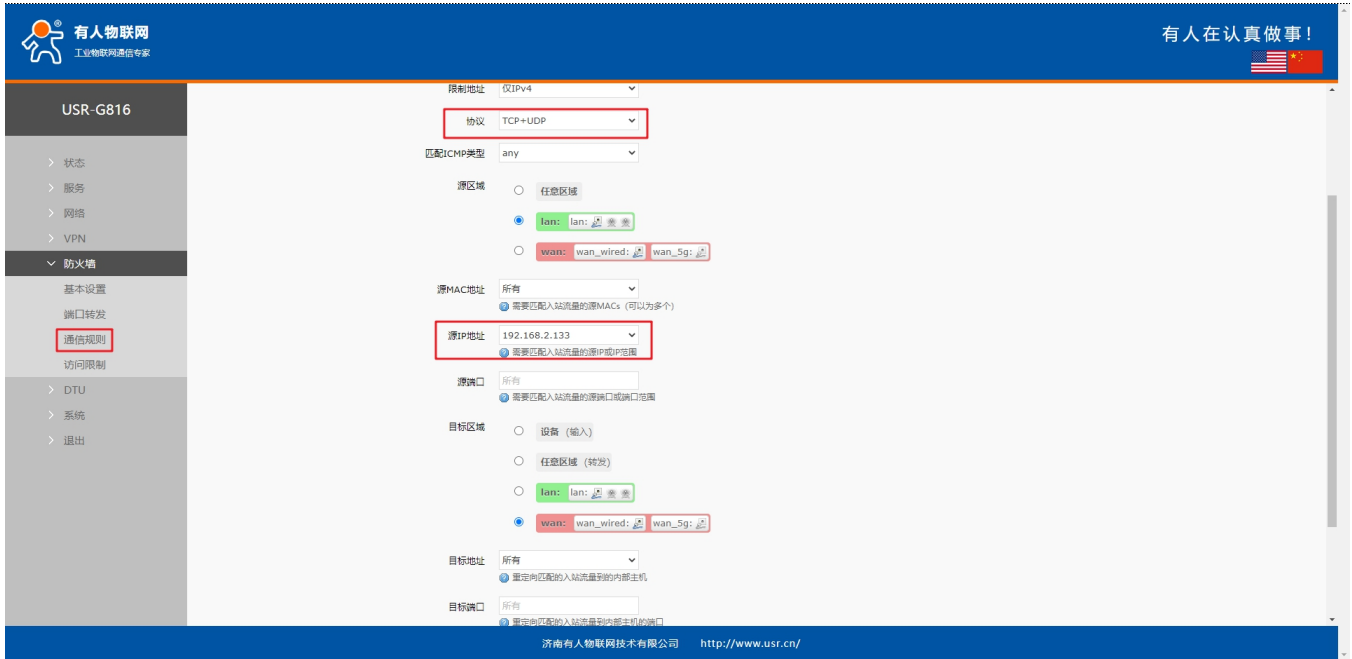 有人物联网
工业物联网通信专家
有人在认真做事!
USR-G816
状态
服务
网络
VPN
防火墙
基本设置
端口转发
通信规则
访问限制
DTU
系统
退出
限制地址 仅IPv4
协议 TCP+UDP
匹配ICMP类型 any
源区域 任意区域
lan: lan:
wan: wan_wired: wan_5g:
源MAC地址 所有
需要匹配入站流量的源MACs (可以为多个)
源IP地址 192.168.2.133
需要匹配入站流量的源IP或IP范围
源端口 所有
需要匹配入站流量的源端口或端口范围
目标区域 设备 (输入)
任意区域 (转发)
lan: lan:
wan: wan_wired: wan_5g:
目标地址 所有
重定向匹配的入站流量到的内部主机
目标端口 所有
重定向匹配的入站流量到内部主机的端口
济南有人物联网技术有限公司 http://www.usr.cn/